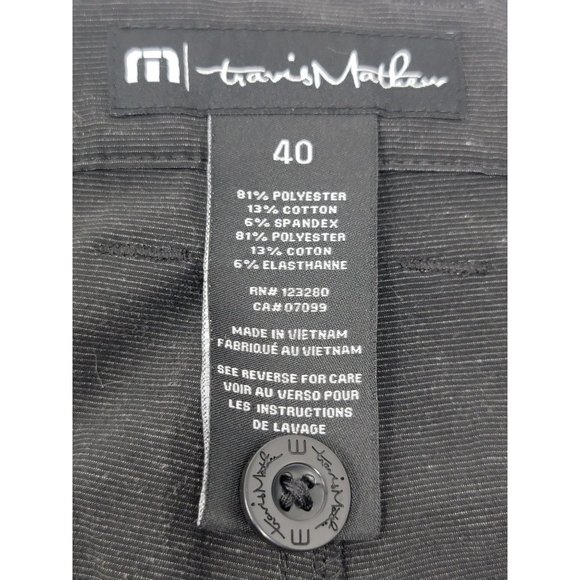 m | travisMathew
40
81% POLYESTER
13% COTTON
6% SPANDEX
81% POLYESTER
13% COTON
6% ELASTHANNE
RN# 123280
CA# 07099
MADE IN VIETNAM
FABRIQUÉ AU VIETNAM
SEE REVERSE FOR CARE
VOIR AU VERSO POUR
LES INSTRUCTIONS
DE LAVAGE
travisMathew
travisMathew